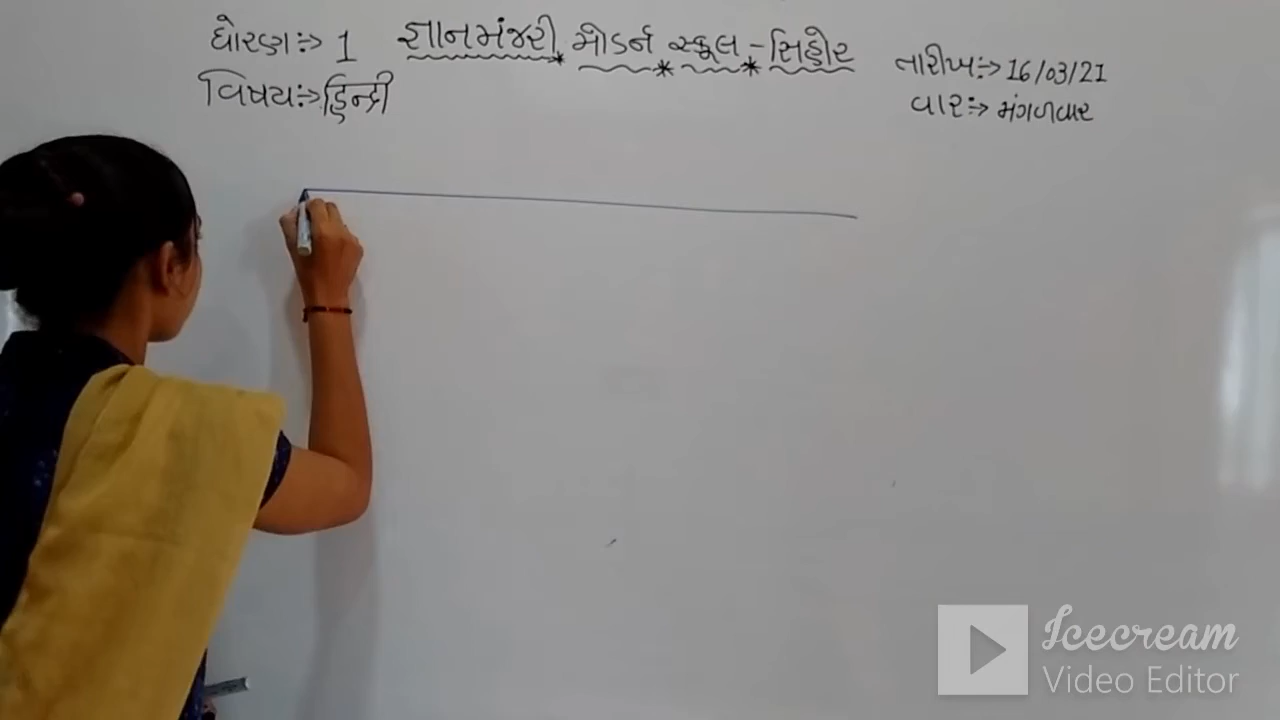 ધોરણ:-> 1
જ્ઞાનમંજરી મોડર્ન સ્કૂલ - સિહોર
તારીખ:-> 16/03/21
વિષય:-> હિન્દી
વાર:-> મંગળવાર
Icecream
Video Editor